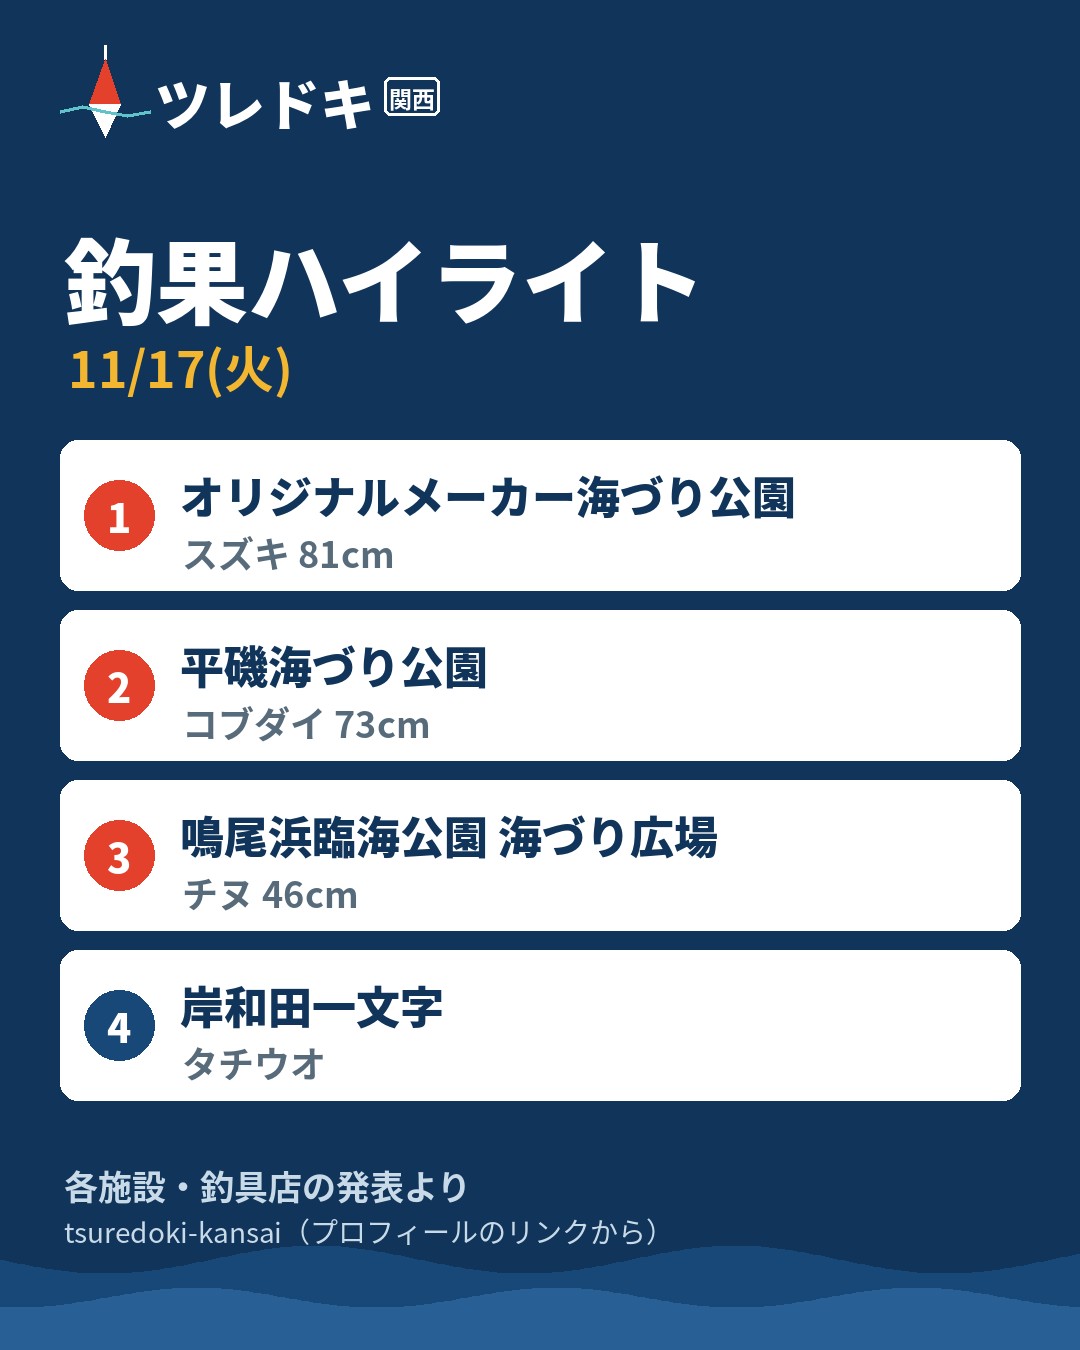 ツレドキ 関西
釣果ハイライト
11/17(火)
1 オリジナルメーカー海づり公園
スズキ 81cm
2 平磯海づり公園
コブダイ 73cm
3 鳴尾浜臨海公園 海づり広場
チヌ 46cm
4 岸和田一文字
タチウオ
各施設・釣具店の発表より
tsuredoki-kansai（プロフィールのリンクから）